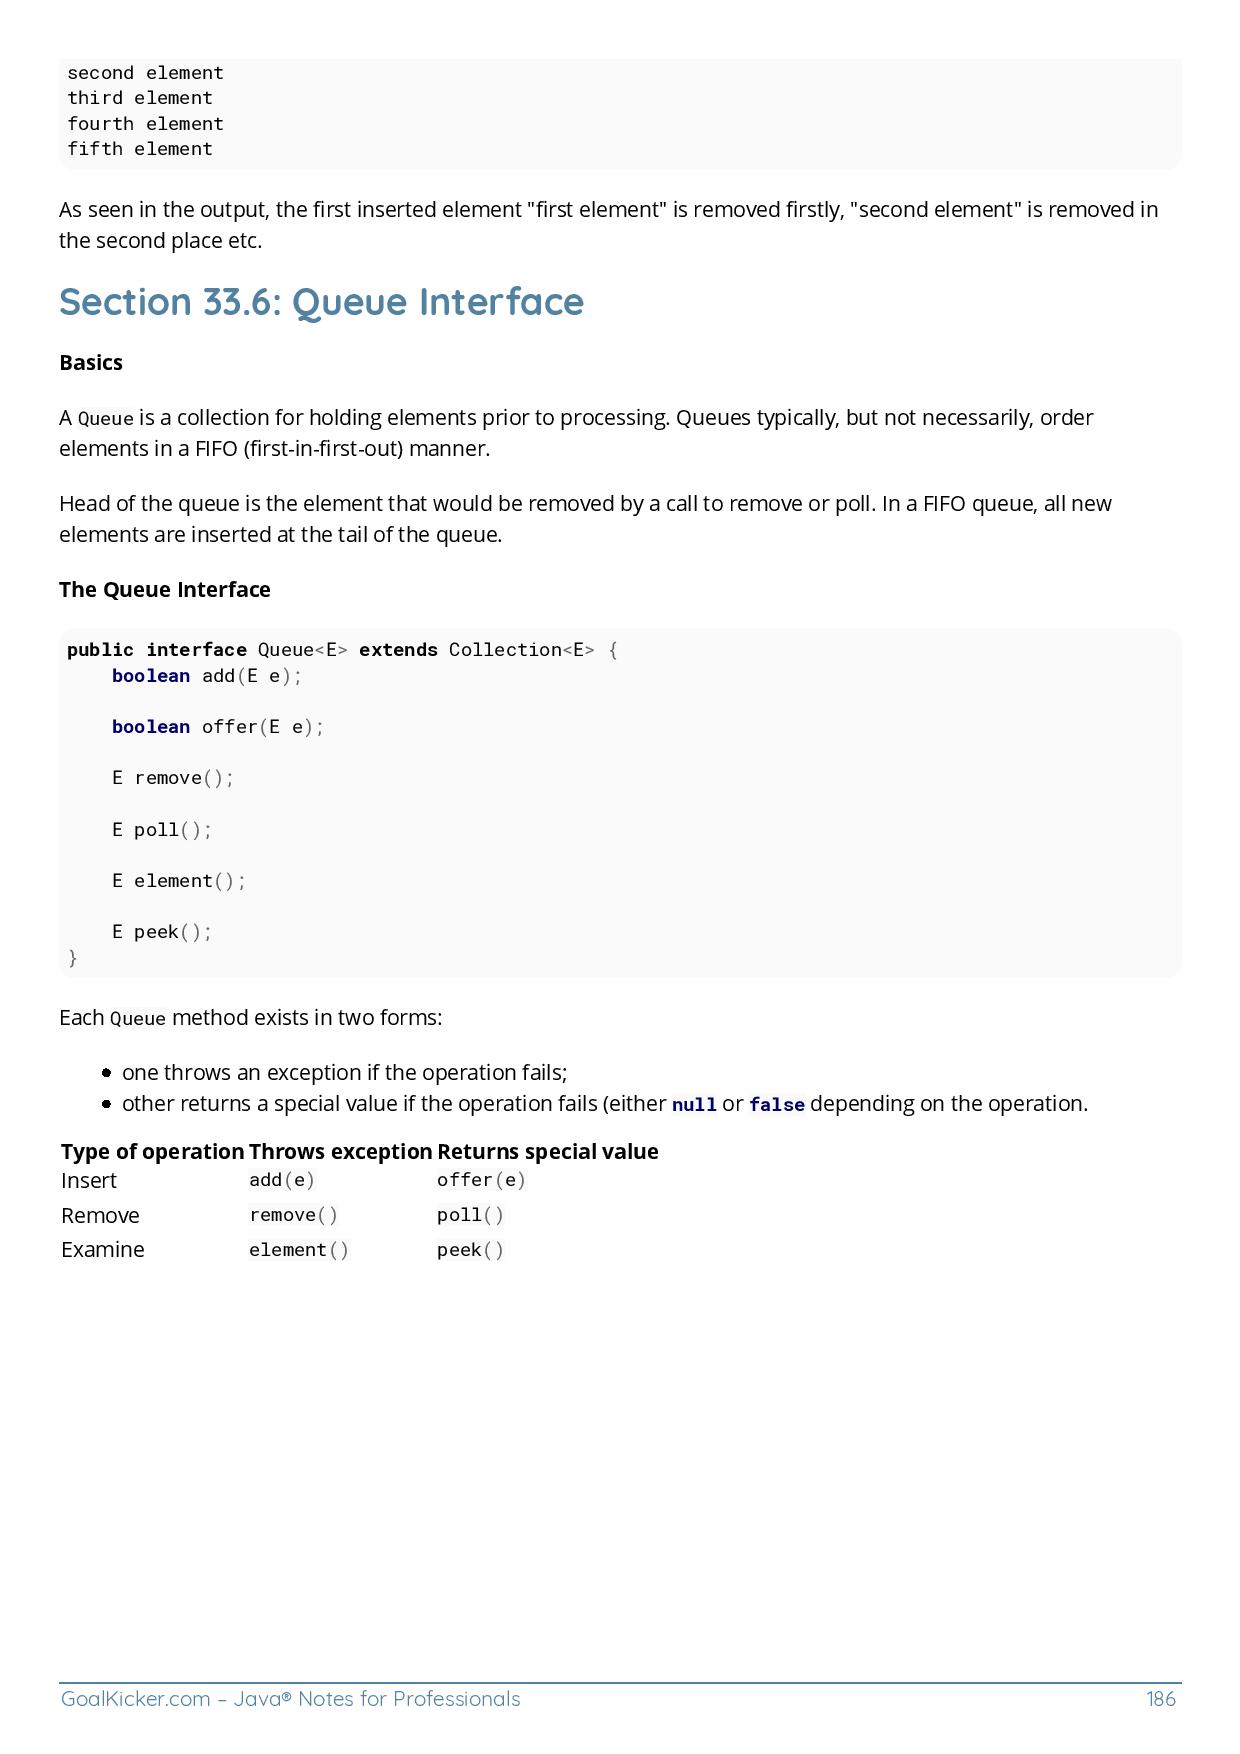 second element
third element
fourth element
fifth element
As seen in the output, the first inserted element "first element" is removed firstly, "second element" is removed in
the second place etc.
Section 33.6: Queue Interface
Basics
A Queue is a collection for holding elements prior to processing. Queues typically, but not necessarily, order
elements in a FIFO (first-in-first-out) manner.
Head of the queue is the element that would be removed by a call to remove or poll. In a FIFO queue, all new
elements are inserted at the tail of the queue.
The Queue Interface
public interface Queue<E> extends Collection<E> {
    boolean add(E e);
    boolean offer(E e);
    E remove();
    E poll();
    E element();
    E peek();
}
Each Queue method exists in two forms:
• one throws an exception if the operation fails;
• other returns a special value if the operation fails (either null or false depending on the operation.
Type of operation Throws exception Returns special value
Insert add(e) offer(e)
Remove remove() poll()
Examine element() peek()
GoalKicker.com – Java® Notes for Professionals 186